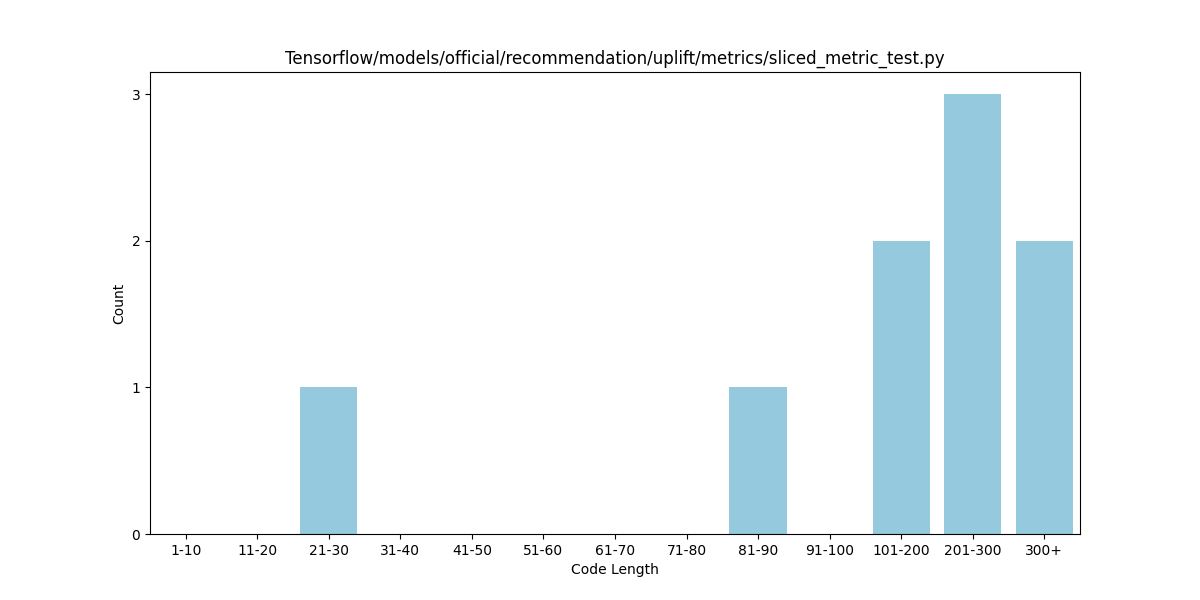 Tensorflow/models/official/recommendation/uplift/metrics/sliced_metric_test.py
3
2
1
0
Count
1-10 11-20 21-30 31-40 41-50 51-60 61-70 71-80 81-90 91-100 101-200 201-300 300+
Code Length